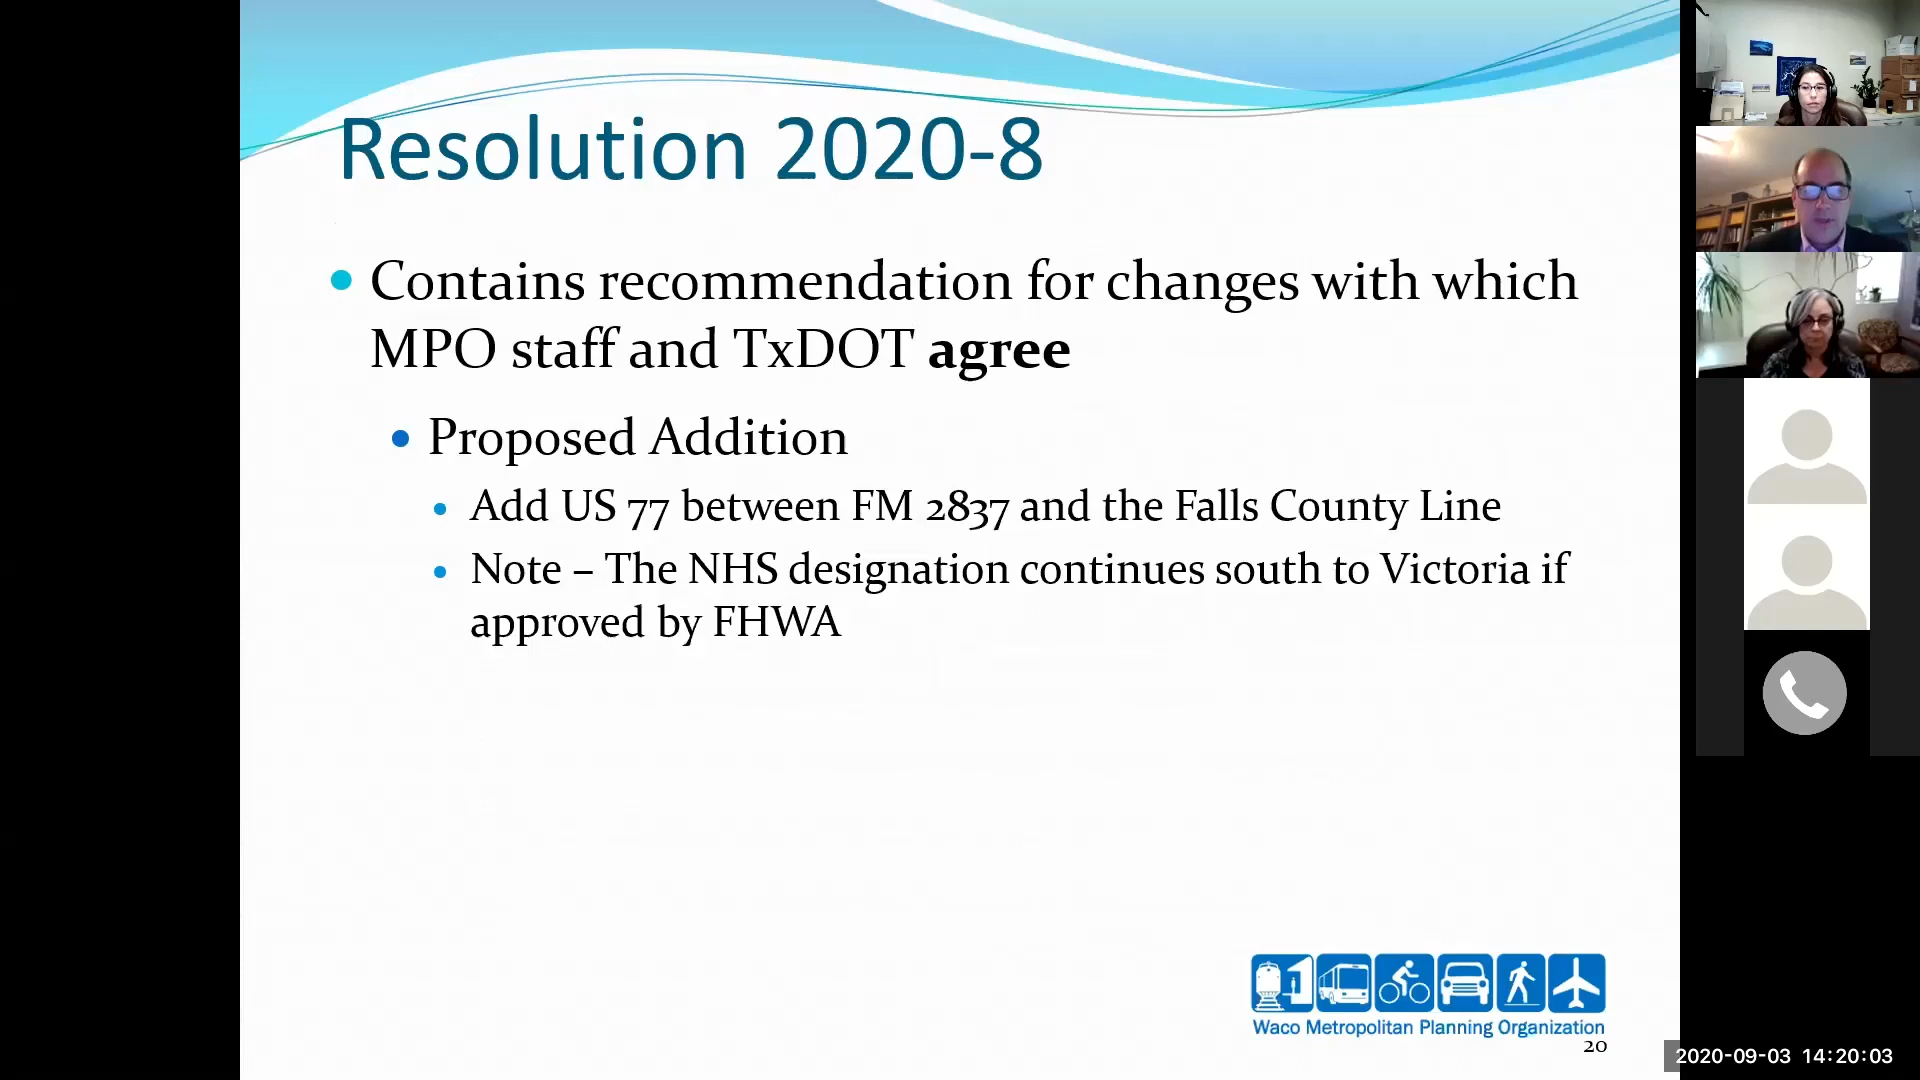 Resolution 2020-8
Contains recommendation for changes with which
MPO staff and TxDOT agree
Proposed Addition
Add US 77 between FM 2837 and the Falls County Line
Note – The NHS designation continues south to Victoria if
approved by FHWA
Waco Metropolitan Planning Organization
20
2020-09-03 14:20:03